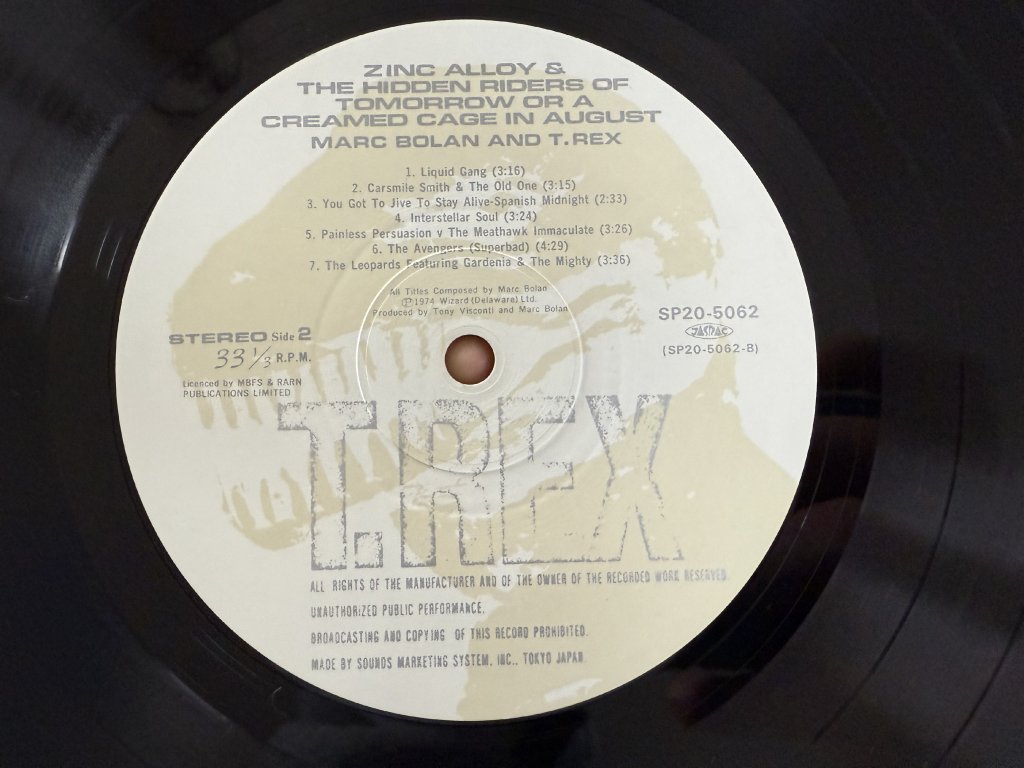 ZINC ALLOY &
THE HIDDEN RIDERS OF
TOMORROW OR A
CREAMED CAGE IN AUGUST
MARC BOLAN AND T.REX
1. Liquid Gang (3:16)
2. Carsmile Smith & The Old One (3:15)
3. You Got To Jive To Stay Alive-Spanish Midnight (2:33)
4. Interstellar Soul (3:24)
5. Painless Persuasion v The Meathawk Immaculate (3:26)
6. The Avengers (Superbad) (4:29)
7. The Leopards Featuring Gardenia & The Mighty (3:36)
All Titles Composed by Marc Bolan
Ⓟ1974 Wizard (Delaware) Ltd.
Produced by Tony Visconti and Marc Bolan
STEREO Side 2
33 1/3 R.P.M.
Licenced by MBFS & RARN
PUBLICATIONS LIMITED
SP20-5062
JASRAC
(SP20-5062-B)
T.REX
ALL RIGHTS OF THE MANUFACTURER AND OF THE OWNER OF THE RECORDED WORK RESERVED.
UNAUTHORIZED PUBLIC PERFORMANCE.
BROADCASTING AND COPYING OF THIS RECORD PROHIBITED.
MADE BY SOUNDS MARKETING SYSTEM, INC., TOKYO JAPAN